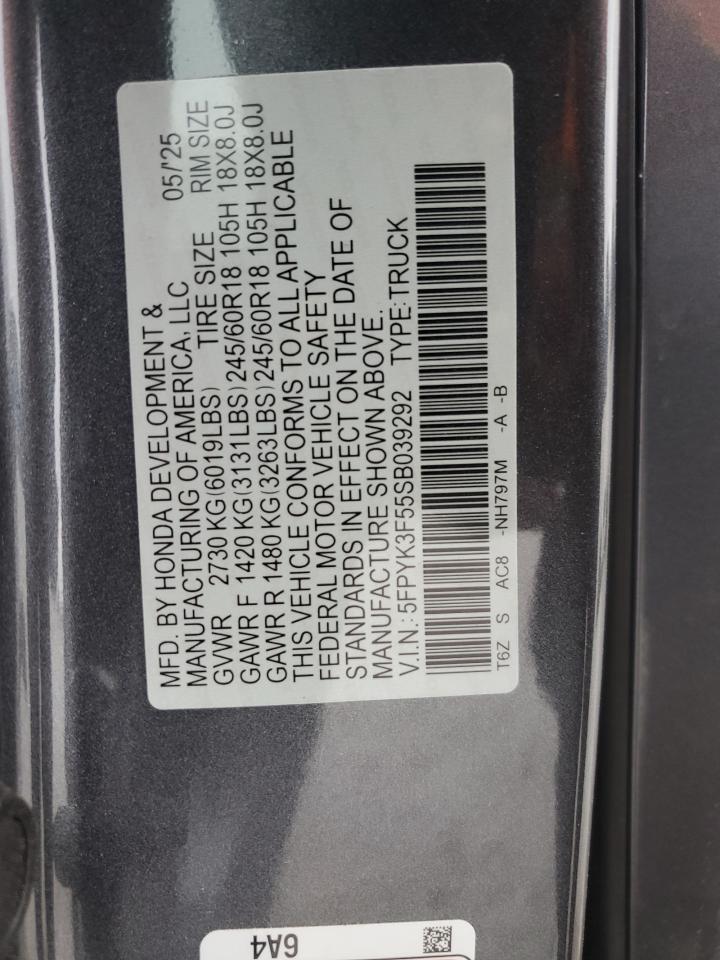 MFD. BY HONDA DEVELOPMENT &
MANUFACTURING OF AMERICA, LLC 05/'25
GVWR 2730 KG(6019LBS) TIRE SIZE RIM SIZE
GAWR F 1420 KG(3131LBS) 245/60R18 105H 18X8.0J
GAWR R 1480 KG(3263LBS) 245/60R18 105H 18X8.0J
THIS VEHICLE CONFORMS TO ALL APPLICABLE
FEDERAL MOTOR VEHICLE SAFETY
STANDARDS IN EFFECT ON THE DATE OF
MANUFACTURE SHOWN ABOVE.
V.I.N.: 5FPYK3F55SB039292 TYPE: TRUCK
T6Z S AC8 -NH797M -A -B
6A4